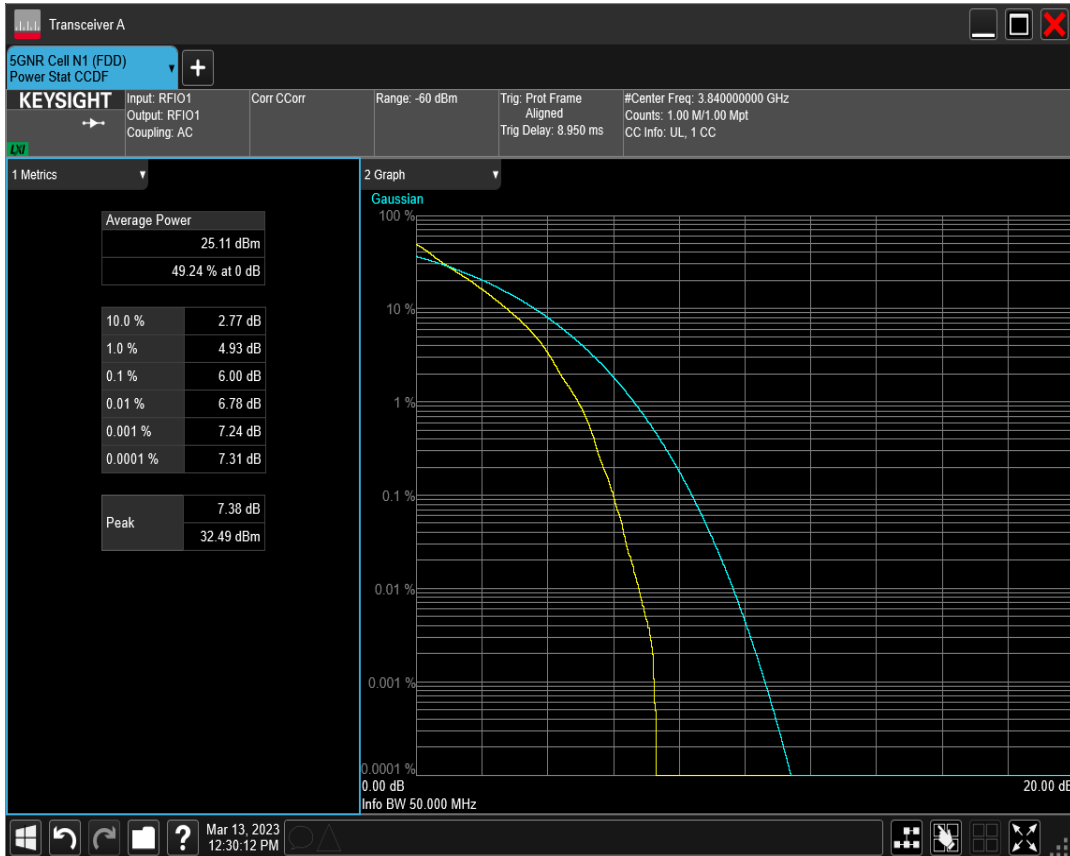 Transceiver A
5GNR Cell N1 (FDD)
Power Stat CCDF
+
KEYSIGHT
LXI
Input: RFIO1
Output: RFIO1
Coupling: AC
Corr CCorr
Range: -60 dBm
Trig: Prot Frame
Aligned
Trig Delay: 8.950 ms
#Center Freq: 3.840000000 GHz
Counts: 1.00 M/1.00 Mpt
CC Info: UL, 1 CC
1 Metrics
Average Power
25.11 dBm
49.24 % at 0 dB
10.0 % 2.77 dB
1.0 % 4.93 dB
0.1 % 6.00 dB
0.01 % 6.78 dB
0.001 % 7.24 dB
0.0001 % 7.31 dB
Peak 7.38 dB
32.49 dBm
2 Graph
Gaussian
100 %
10 %
1 %
0.1 %
0.01 %
0.001 %
0.0001 %
0.00 dB 20.00 dB
Info BW 50.000 MHz
?
Mar 13, 2023
12:30:12 PM